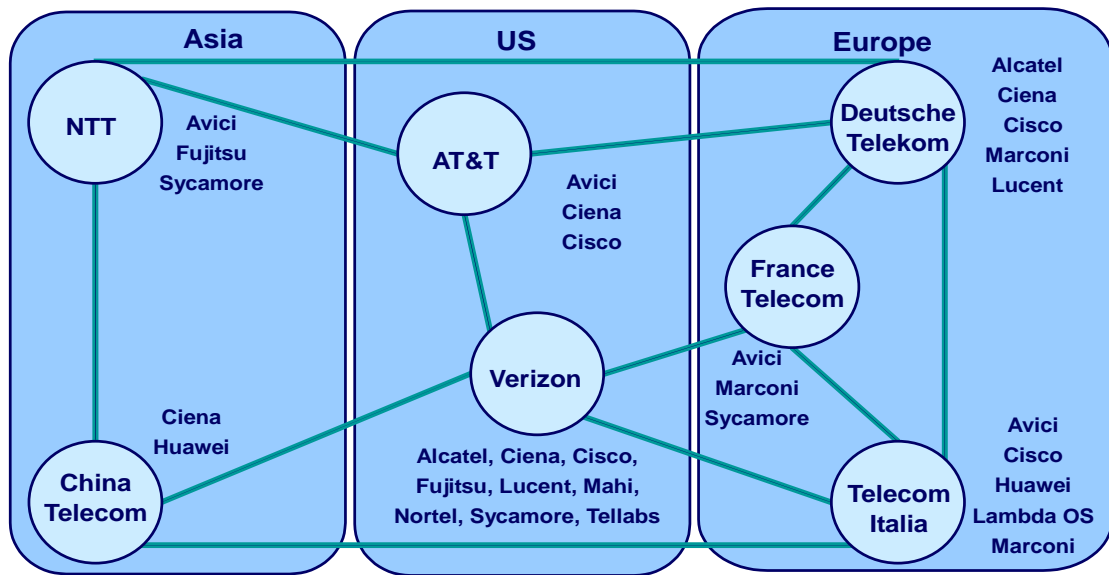 Asia
NTT
Avici
Fujitsu
Sycamore
Ciena
Huawei
China
Telecom
US
AT&T
Avici
Ciena
Cisco
Verizon
Alcatel, Ciena, Cisco,
Fujitsu, Lucent, Mahi,
Nortel, Sycamore, Tellabs
Europe
Deutsche
Telekom
Alcatel
Ciena
Cisco
Marconi
Lucent
France
Telecom
Avici
Marconi
Sycamore
Telecom
Italia
Avici
Cisco
Huawei
Lambda OS
Marconi